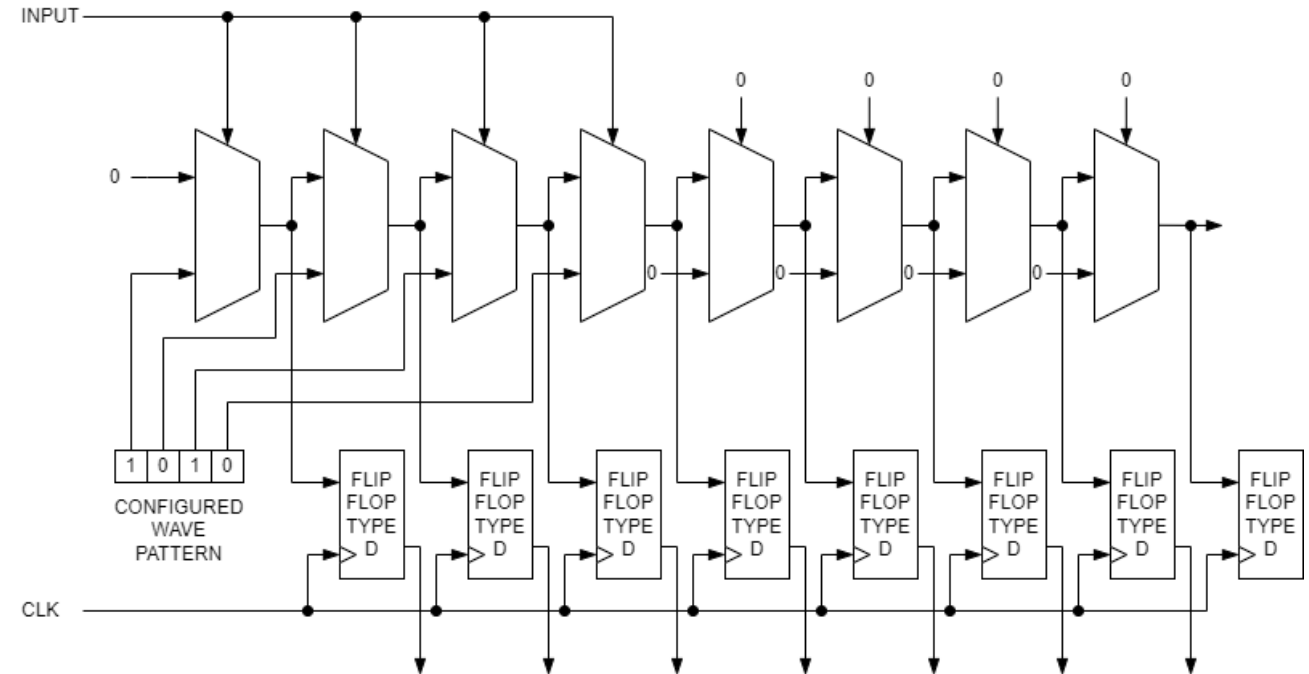 INPUT
0 0 0 0
0
0 0 0 0
1 0 1 0
CONFIGURED
WAVE
PATTERN
FLIP
FLOP
TYPE
D
FLIP
FLOP
TYPE
D
FLIP
FLOP
TYPE
D
FLIP
FLOP
TYPE
D
FLIP
FLOP
TYPE
D
FLIP
FLOP
TYPE
D
FLIP
FLOP
TYPE
D
FLIP
FLOP
TYPE
D
CLK